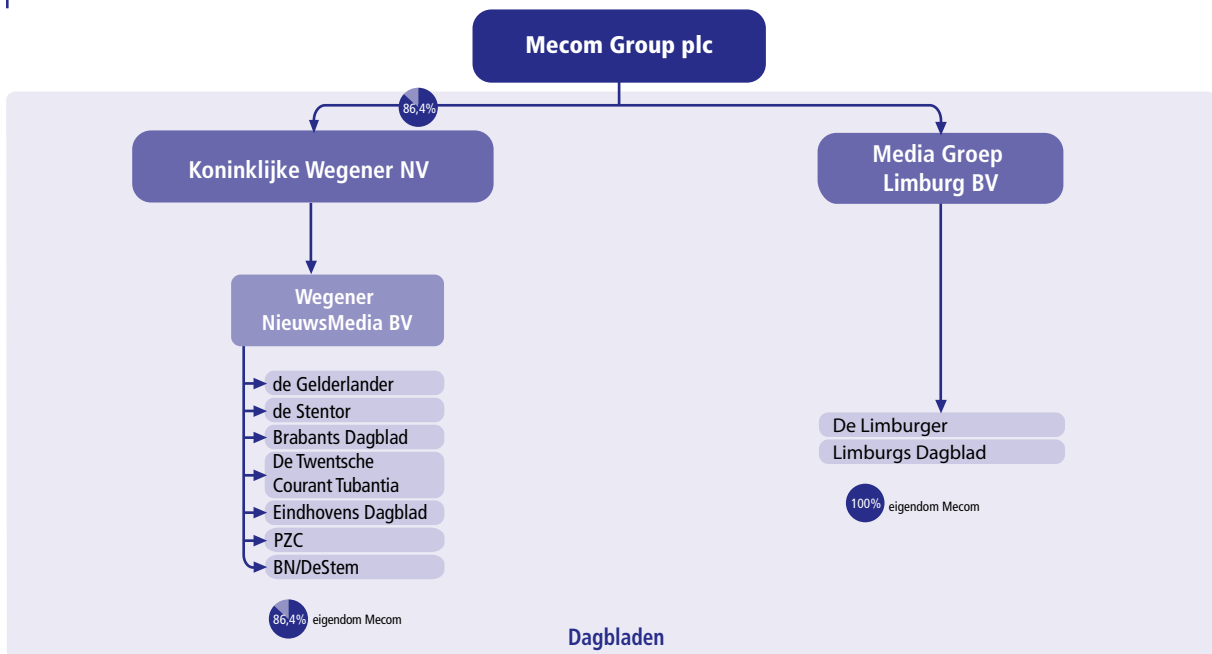 Mecom Group plc
86,4%
Koninklijke Wegener NV
Media Groep
Limburg BV
Wegener
NieuwsMedia BV
de Gelderlander
de Stentor
Brabants Dagblad
De Twentsche
Courant Tubantia
Eindhovens Dagblad
PZC
BN/DeStem
86,4% eigendom Mecom
De Limburger
Limburgs Dagblad
100% eigendom Mecom
Dagbladen